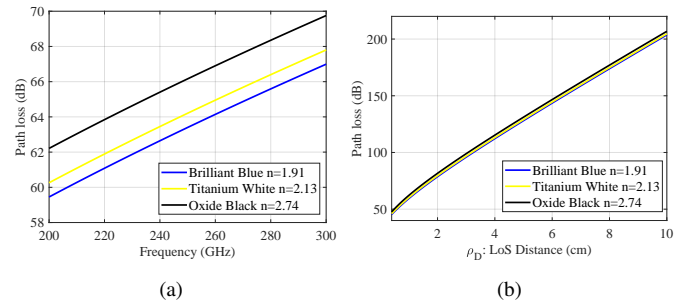 70
68
66
64
62
60
58
Path loss (dB)
Brilliant Blue n=1.91
Titanium White n=2.13
Oxide Black n=2.74
200 220 240 260 280 300
Frequency (GHz)
(a)
200
150
100
50
Path loss (dB)
Brilliant Blue n=1.91
Titanium White n=2.13
Oxide Black n=2.74
2 4 6 8 10
ρD: LoS Distance (cm)
(b)